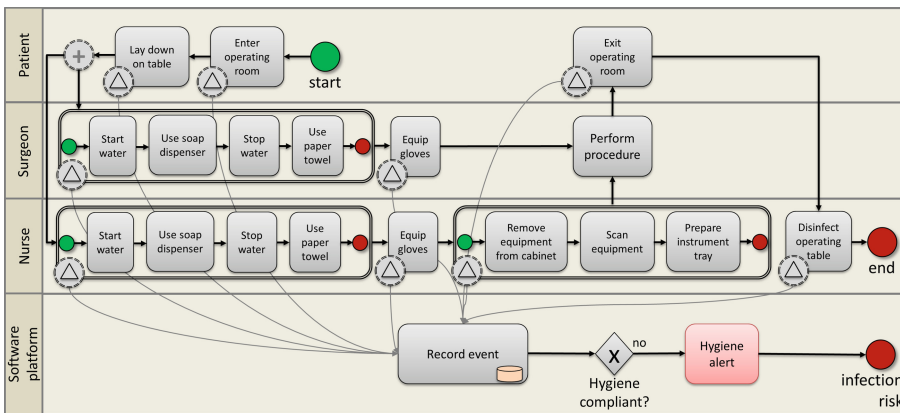 Patient
Lay down
on table
Enter
operating
room
start
Exit
operating
room
Surgeon
Start
water
Use soap
dispenser
Stop
water
Use
paper
towel
Equip
gloves
Perform
procedure
Nurse
Start
water
Use soap
dispenser
Stop
water
Use
paper
towel
Equip
gloves
Remove
equipment
from cabinet
Scan
equipment
Prepare
instrument
tray
Disinfect
operating
table
end
Software
platform
Record event
X
no
Hygiene
compliant?
Hygiene
alert
infection
risk